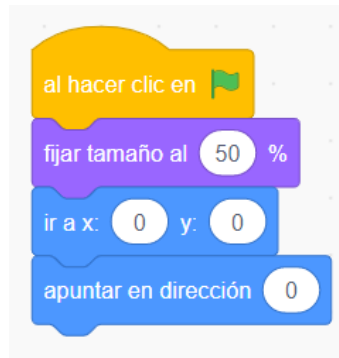 al hacer clic en
fijar tamaño al 50 %
ir a x: 0 y: 0
apuntar en dirección 0